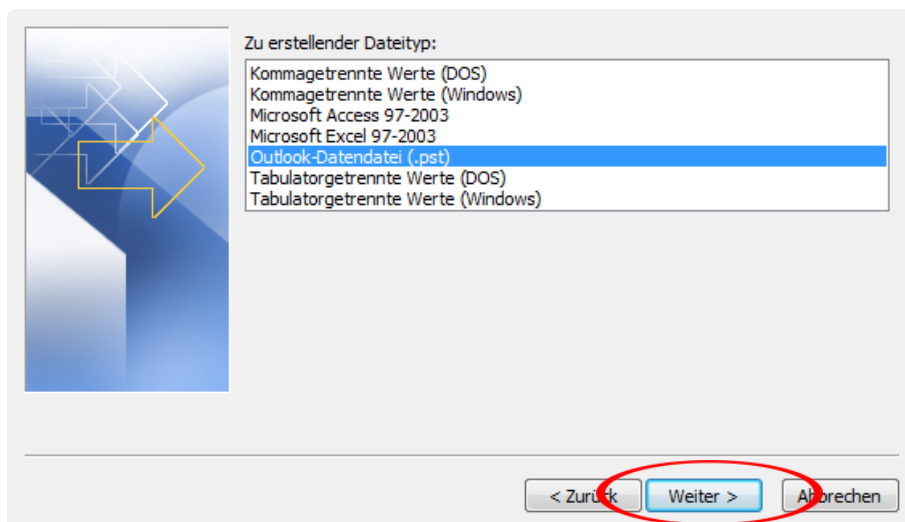 Zu erstellender Dateityp:
Kommagetrennte Werte (DOS)
Kommagetrennte Werte (Windows)
Microsoft Access 97-2003
Microsoft Excel 97-2003
Outlook-Datendatei (.pst)
Tabulatorgetrennte Werte (DOS)
Tabulatorgetrennte Werte (Windows)
< Zurück Weiter > Abbrechen